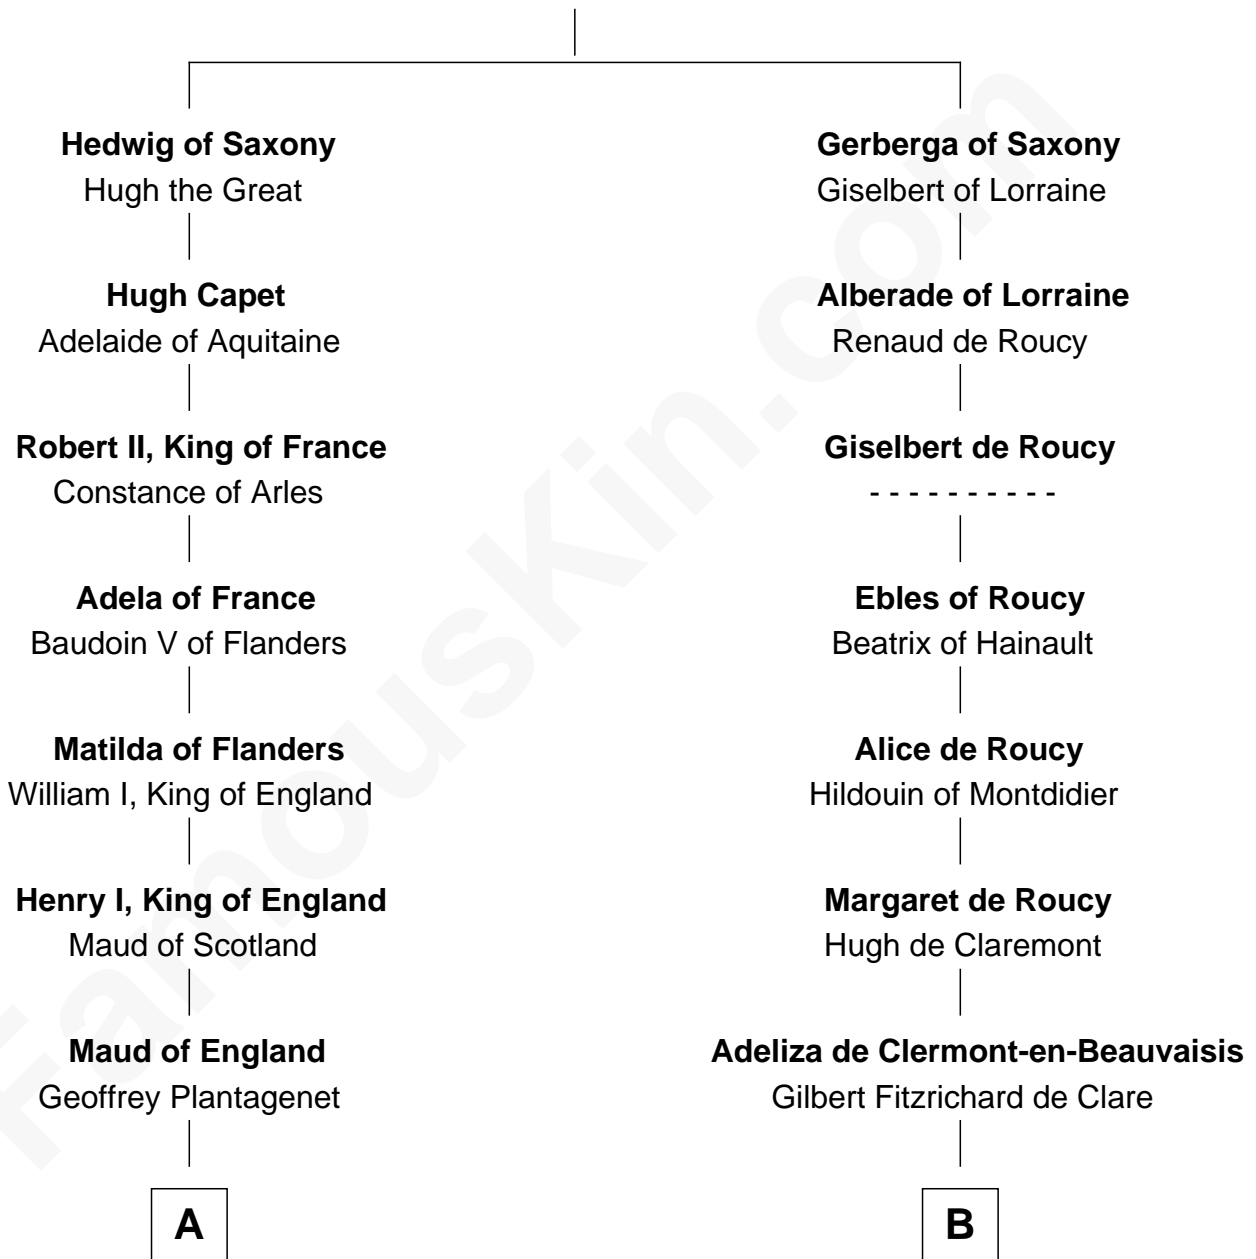 Hedwig of Saxony
Hugh the Great
Gerberga of Saxony
Giselbert of Lorraine
Hugh Capet
Adelaide of Aquitaine
Alberade of Lorraine
Renaud de Roucy
Robert II, King of France
Constance of Arles
Giselbert de Roucy
- - - - - - - - - -
Adela of France
Baudoin V of Flanders
Ebles of Roucy
Beatrix of Hainault
Matilda of Flanders
William I, King of England
Alice de Roucy
Hildouin of Montdidier
Henry I, King of England
Maud of Scotland
Margaret de Roucy
Hugh de Claremont
Maud of England
Geoffrey Plantagenet
Adeliza de Clermont-en-Beauvaisis
Gilbert Fitzrichard de Clare
A
B
FamousKin.com